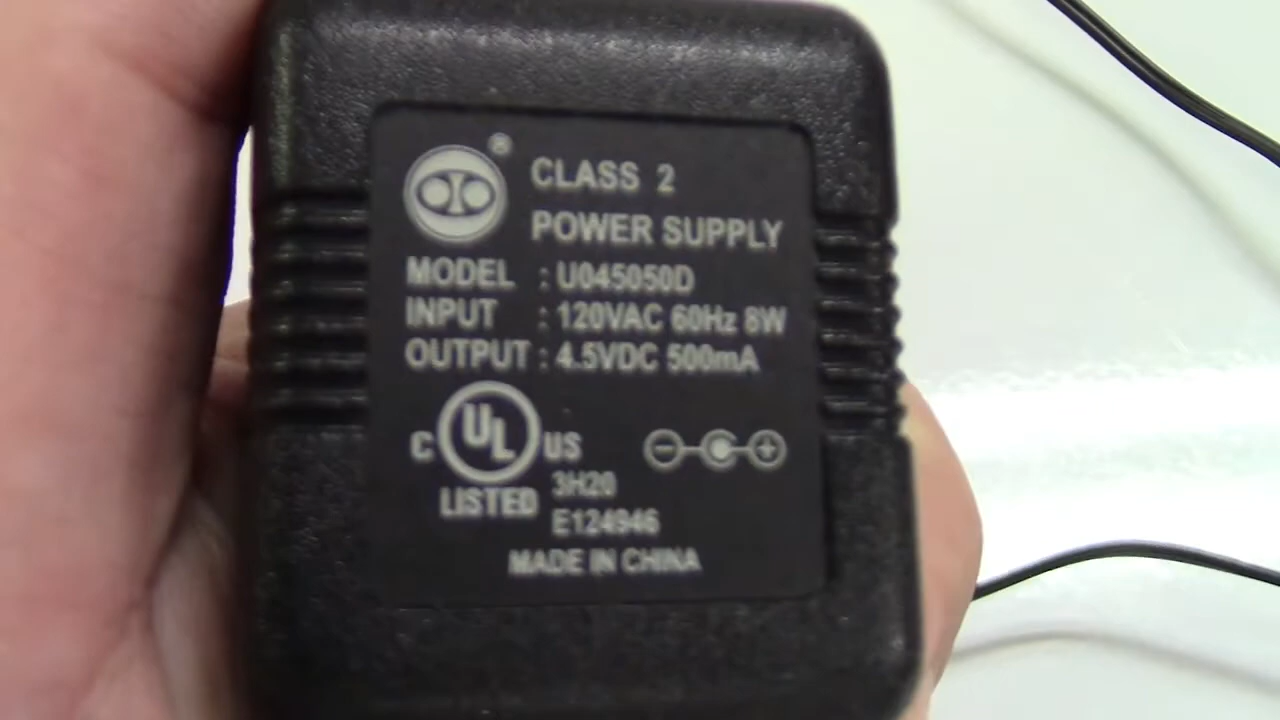 ®
CLASS 2
POWER SUPPLY
MODEL : U045050D
INPUT : 120VAC 60Hz 8W
OUTPUT : 4.5VDC 500mA
C UL US
LISTED
3H20
E124946
MADE IN CHINA